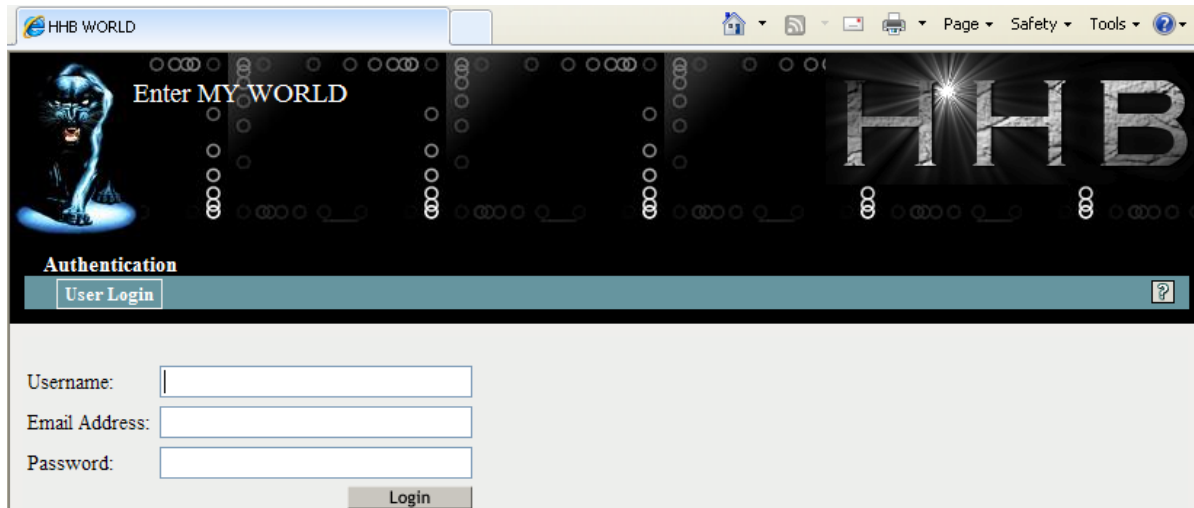 HHB WORLD
Page Safety Tools
Enter MY WORLD
HHB
Authentication
User Login
?
Username:
Email Address:
Password:
Login